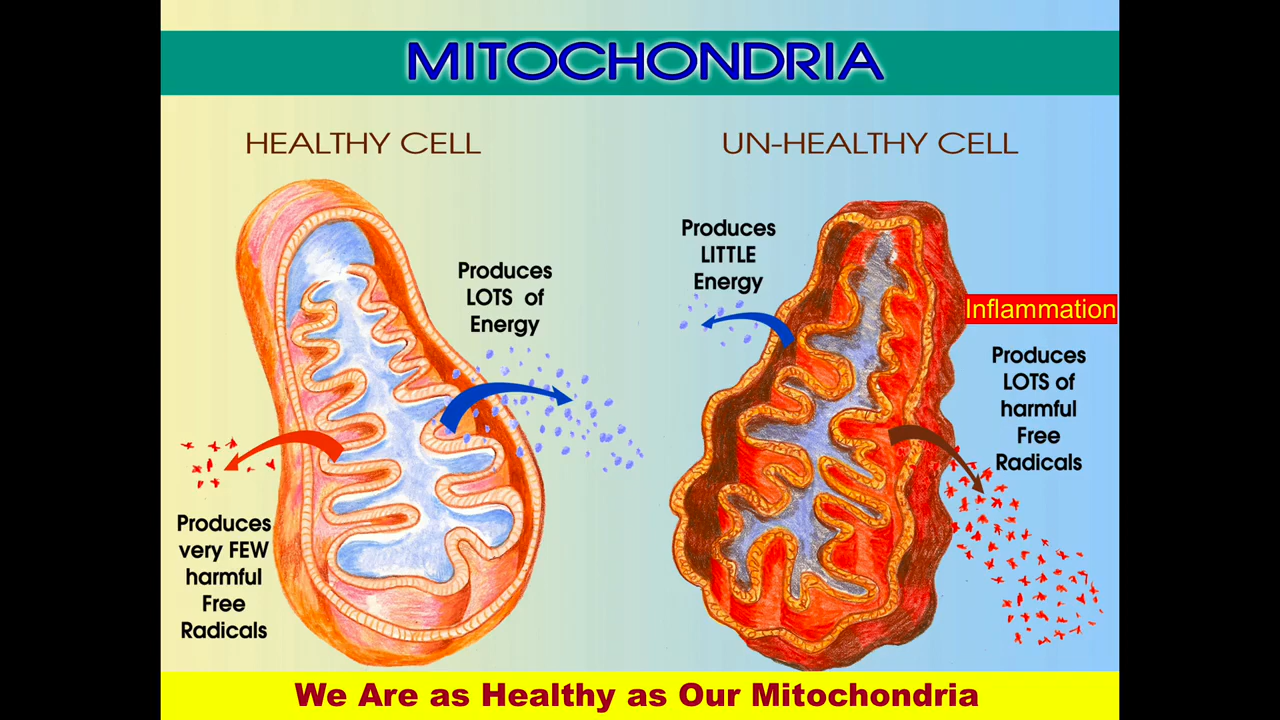 MITOCHONDRIA
HEALTHY CELL
UN-HEALTHY CELL
Produces
LOTS of
Energy
Produces
very FEW
harmful
Free
Radicals
Produces
LITTLE
Energy
Inflammation
Produces
LOTS of
harmful
Free
Radicals
We Are as Healthy as Our Mitochondria